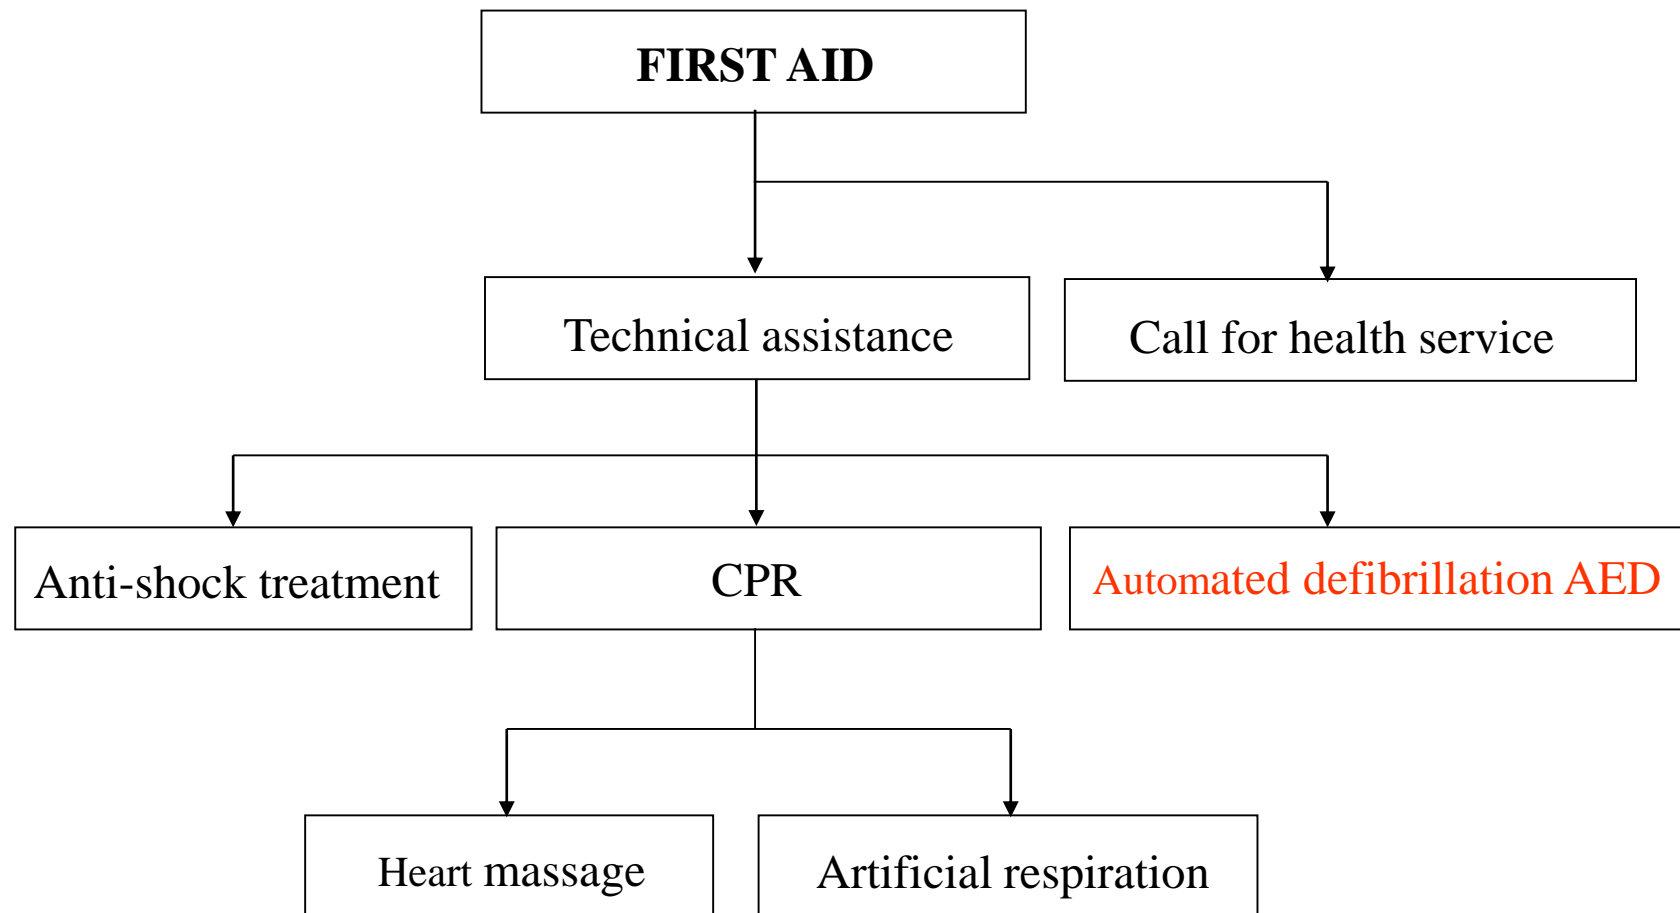 FIRST AID
Technical assistance
Call for health service
Anti-shock treatment
CPR
Automated defibrillation AED
Heart massage
Artificial respiration